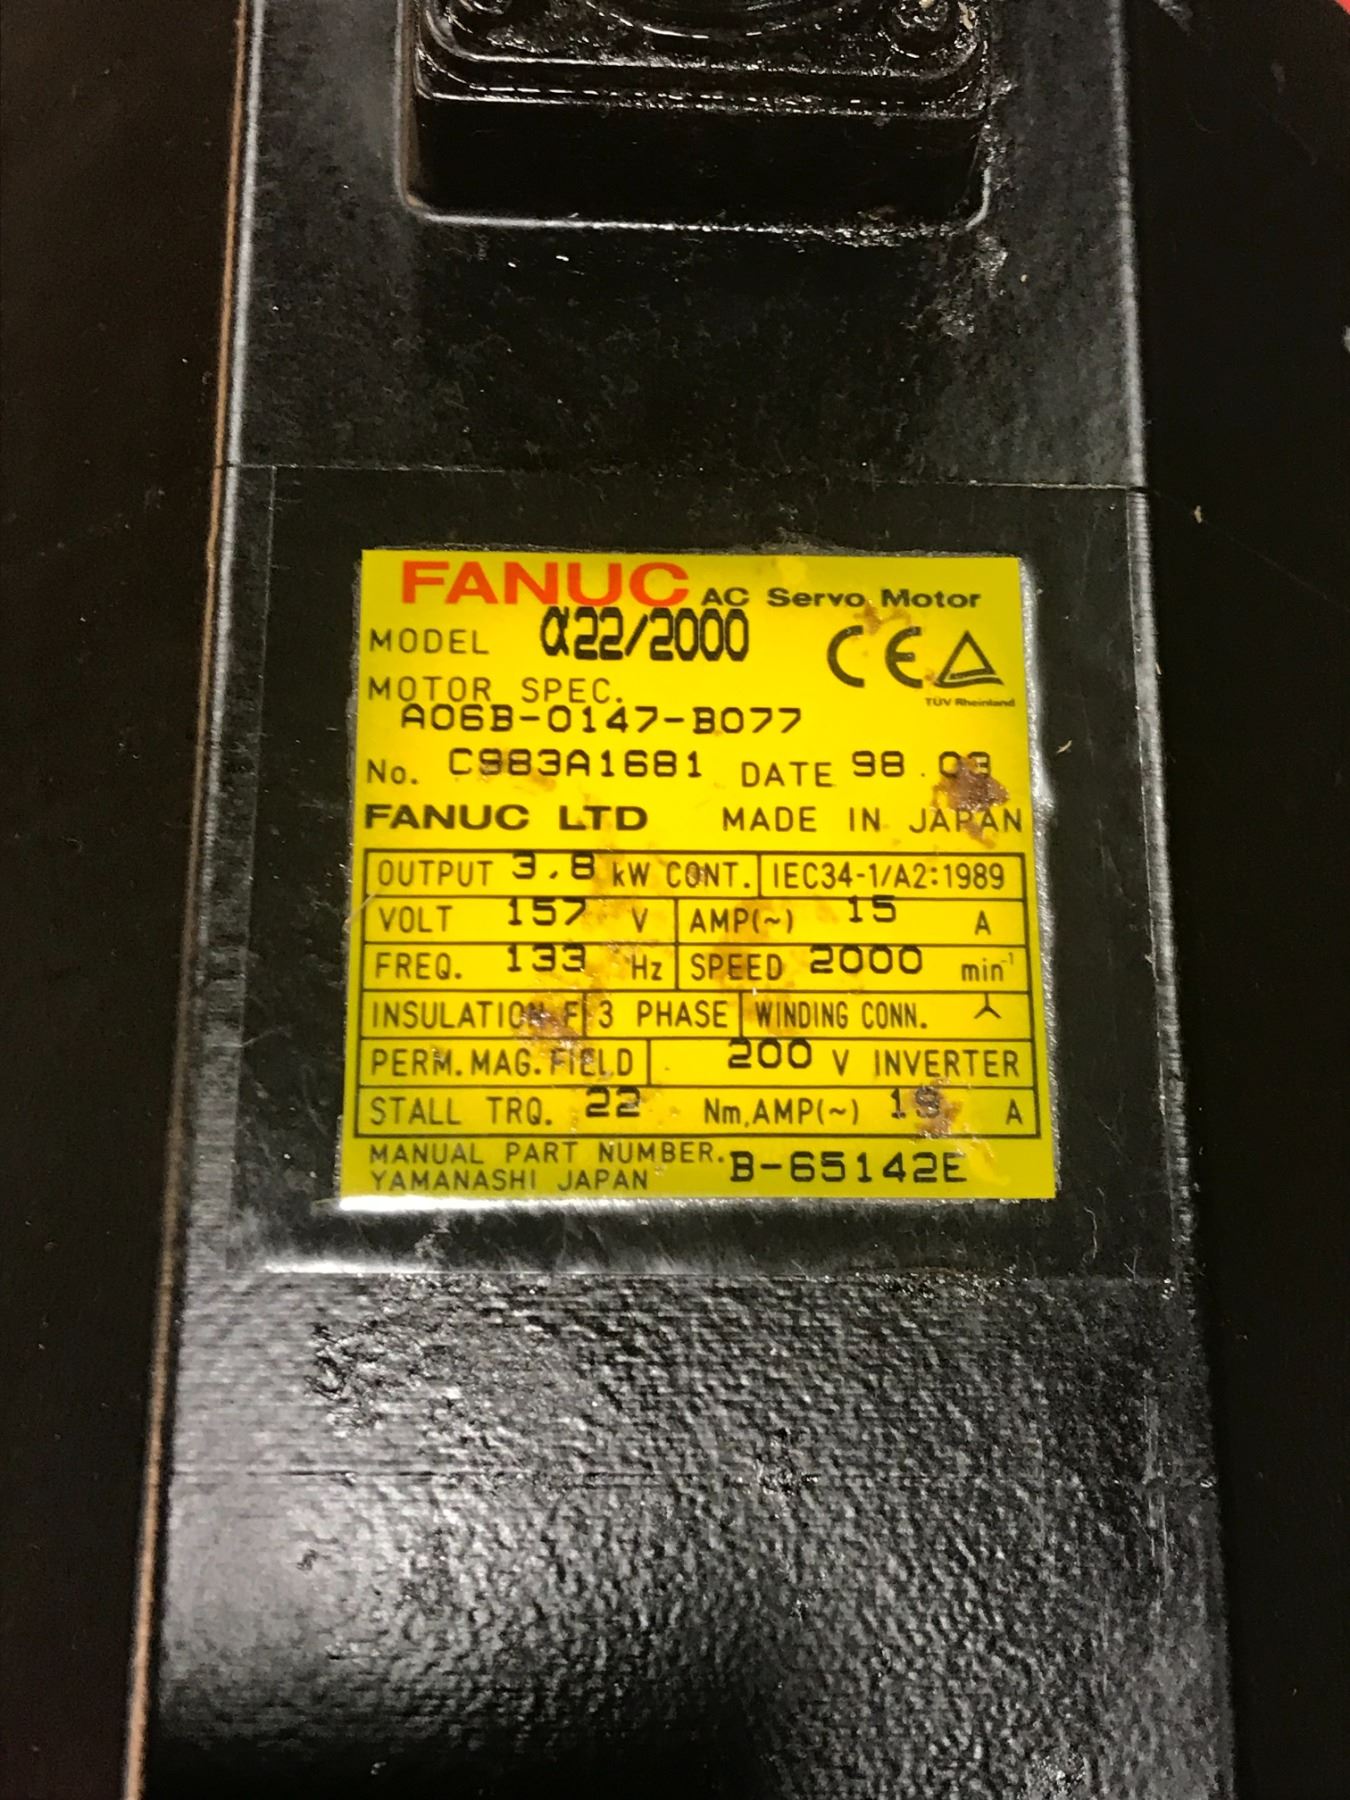 FANUC AC Servo Motor
MODEL α22/2000
CE
TÜV Rheinland
MOTOR SPEC.
A06B-0147-B077
No. C983A1681 DATE 98.03
FANUC LTD MADE IN JAPAN
OUTPUT 3.8 kW CONT. IEC34-1/A2:1989
VOLT 157 V AMP(~) 15 A
FREQ. 133 Hz SPEED 2000 min⁻¹
INSULATION F 3 PHASE WINDING CONN.
PERM. MAG. FIELD 200 V INVERTER
STALL TRQ. 22 Nm, AMP(~) 19 A
MANUAL PART NUMBER. B-65142E
YAMANASHI JAPAN